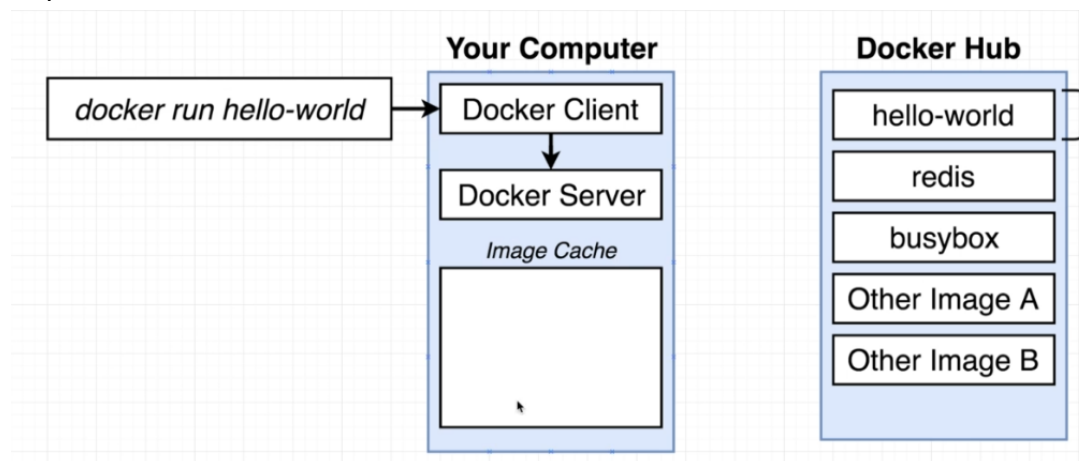 Your Computer
Docker Hub
docker run hello-world
Docker Client
Docker Server
Image Cache
hello-world
redis
busybox
Other Image A
Other Image B